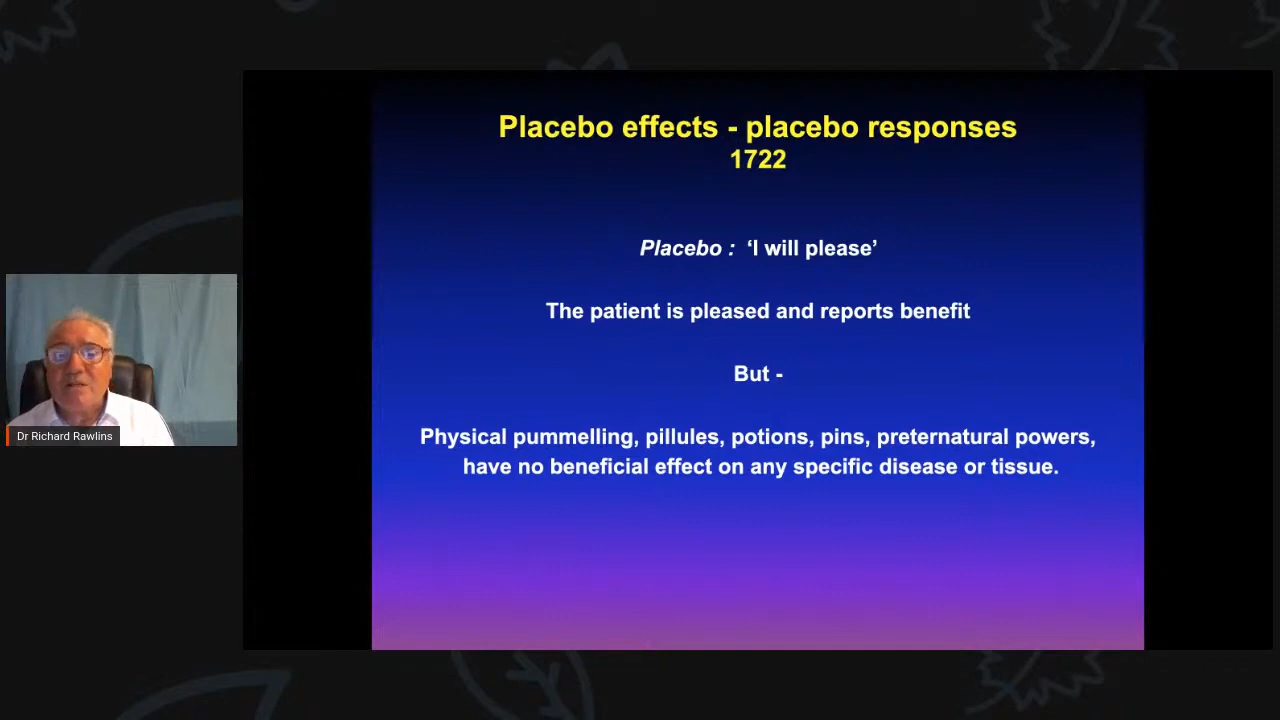 Placebo effects - placebo responses
1722
Placebo : ‘I will please’
The patient is pleased and reports benefit
But -
Physical pummelling, pillules, potions, pins, preternatural powers,
have no beneficial effect on any specific disease or tissue.
Dr Richard Rawlins